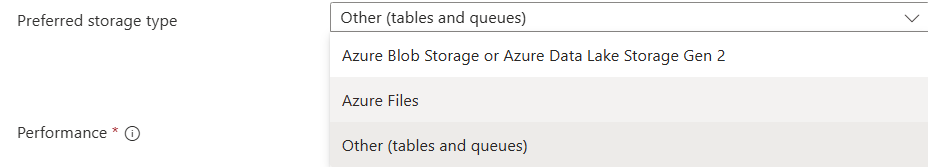 Preferred storage type
Other (tables and queues)
Azure Blob Storage or Azure Data Lake Storage Gen 2
Azure Files
Performance *
Other (tables and queues)